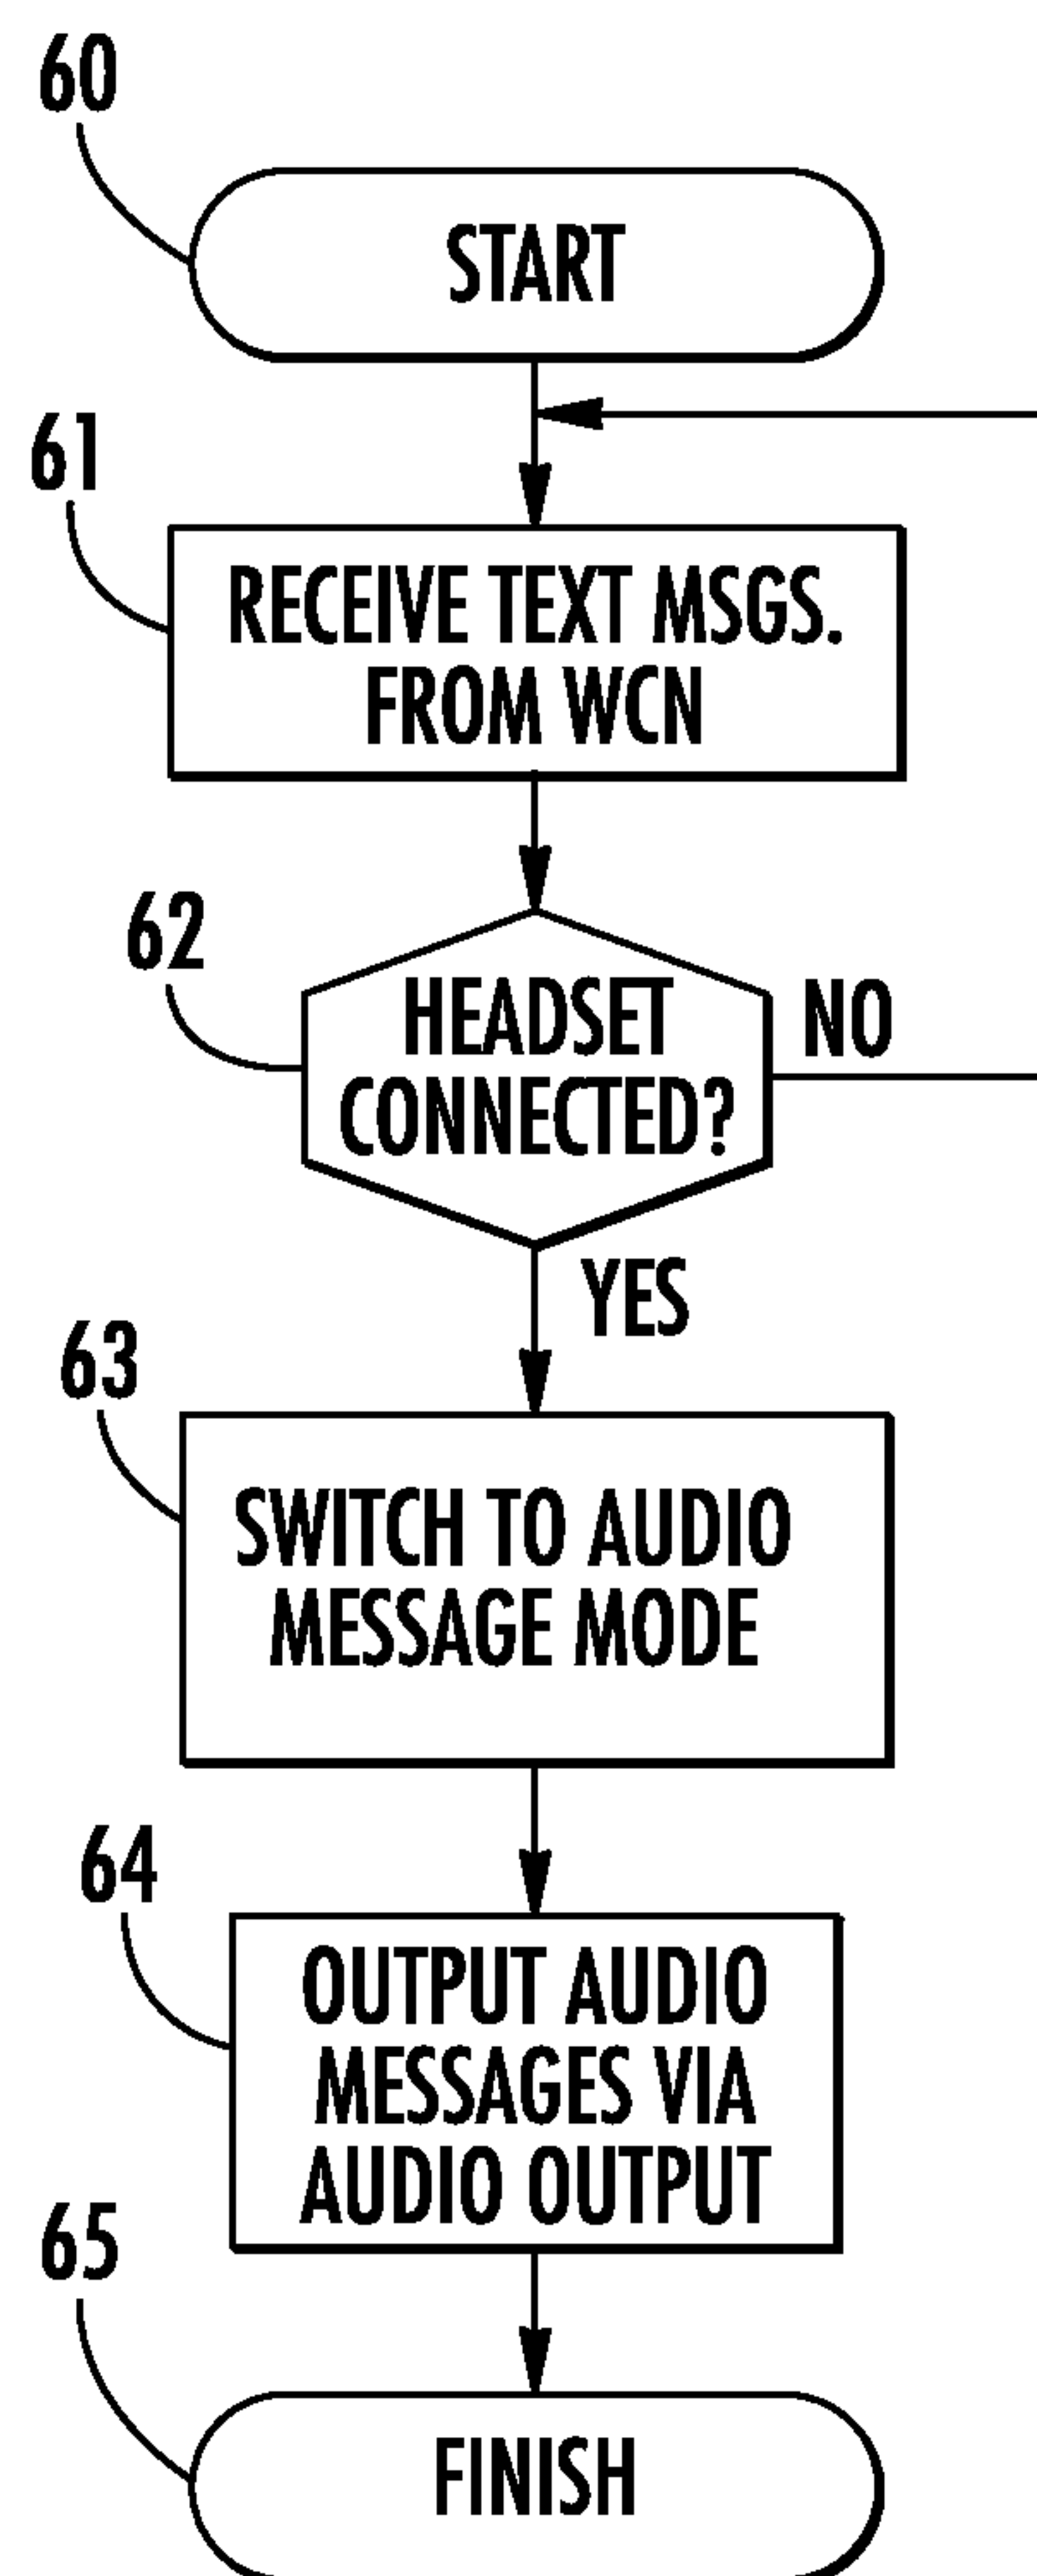 60
START
61
RECEIVE TEXT MSGS.
FROM WCN
62
HEADSET
CONNECTED?
NO
YES
63
SWITCH TO AUDIO
MESSAGE MODE
64
OUTPUT AUDIO
MESSAGES VIA
AUDIO OUTPUT
65
FINISH